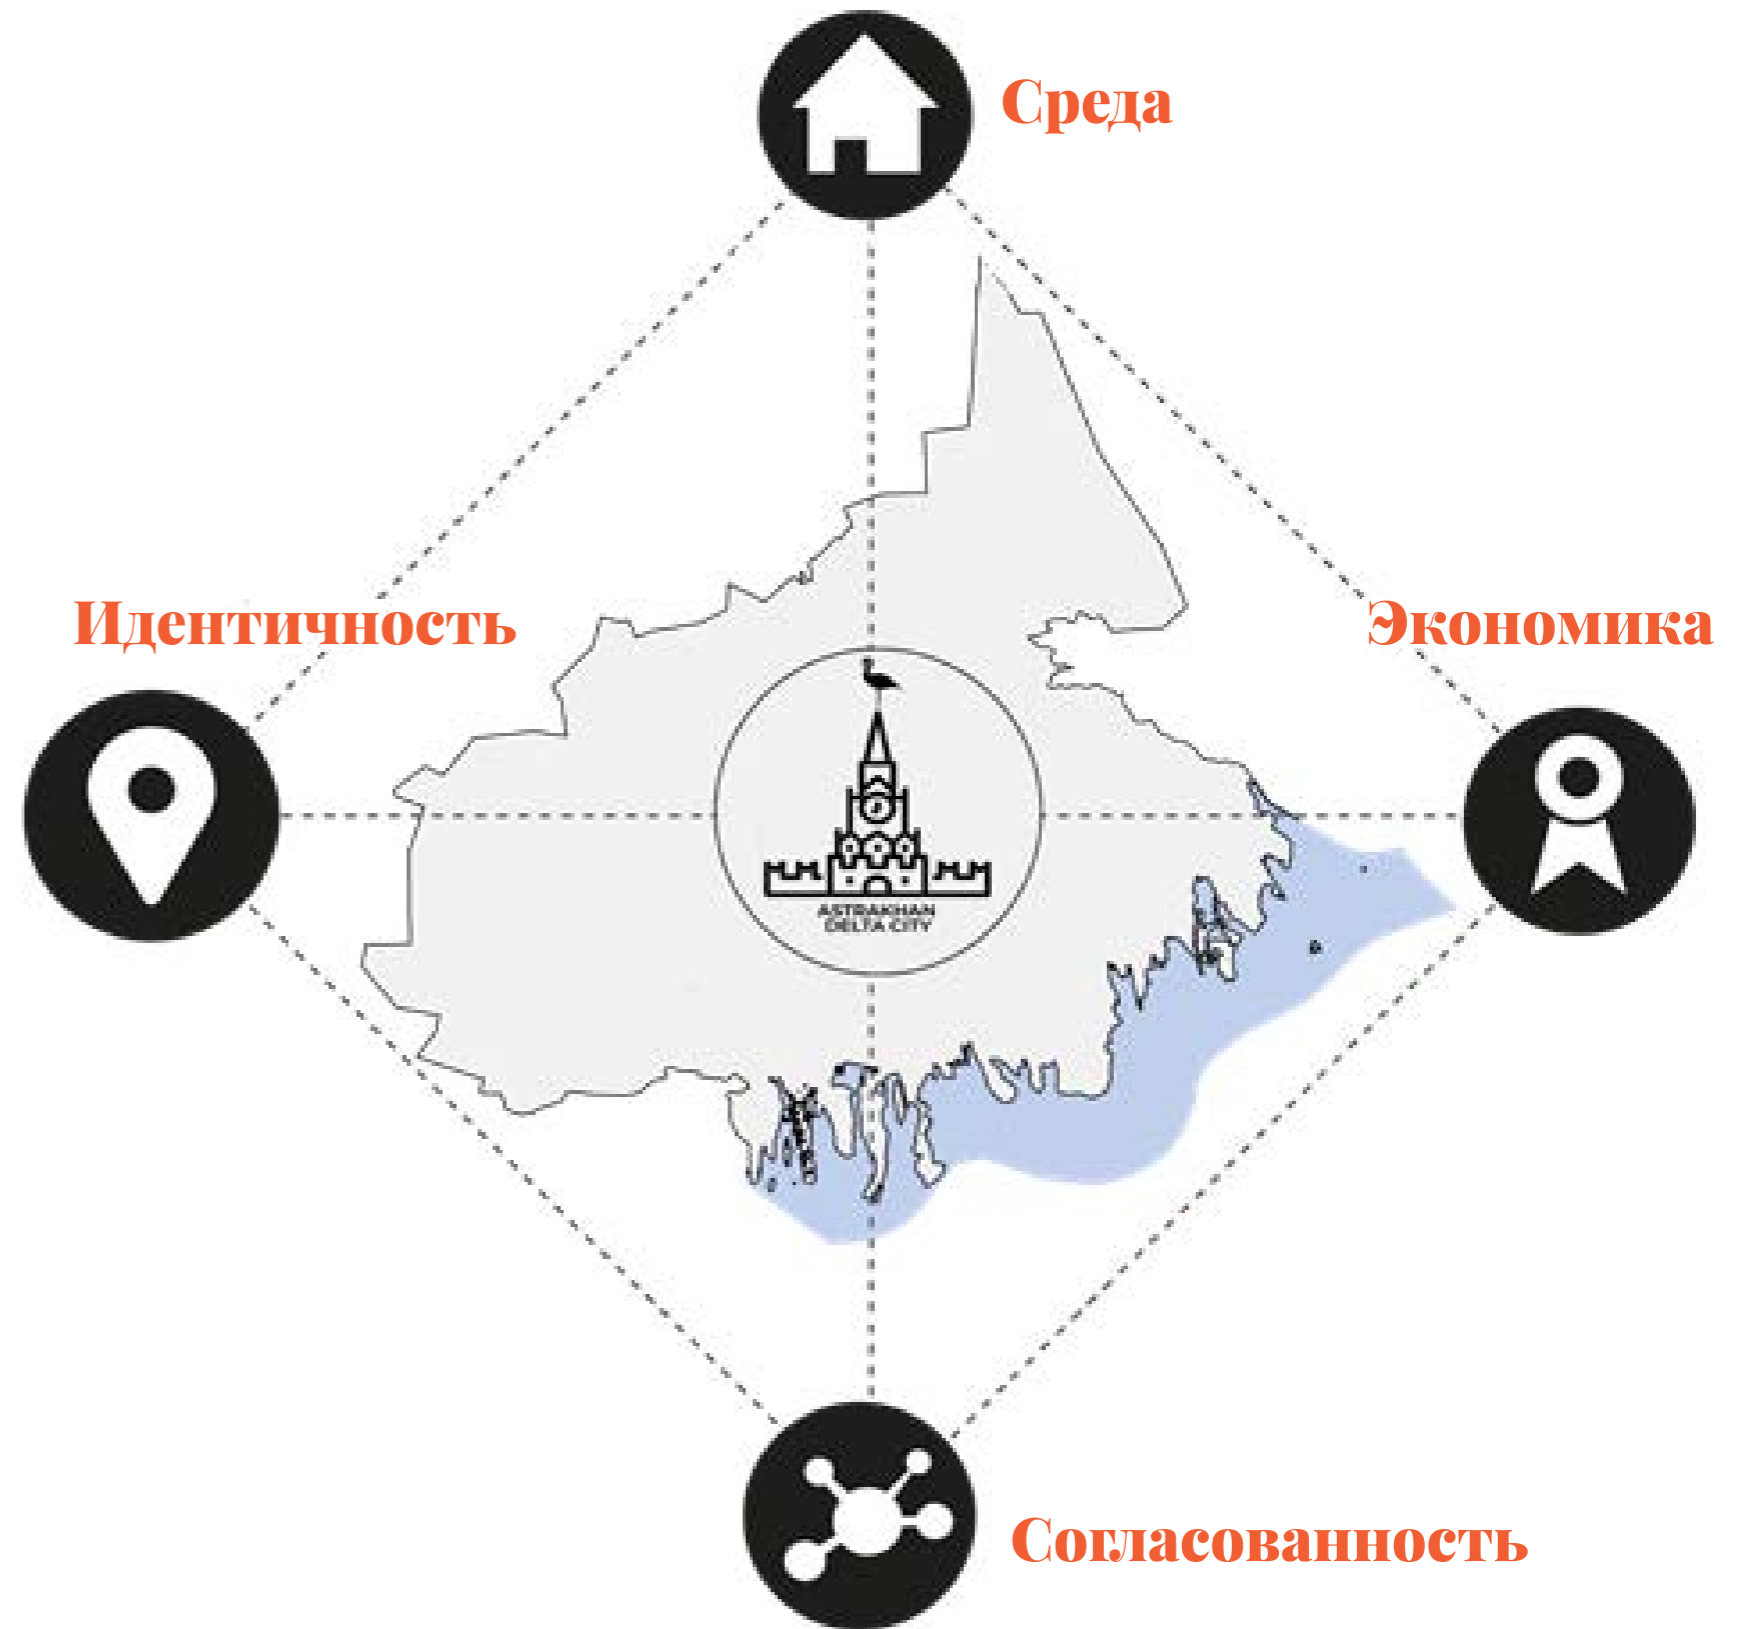 Среда
Идентичность
Экономика
ASTRAKHAN
DELTA CITY
Согласованность